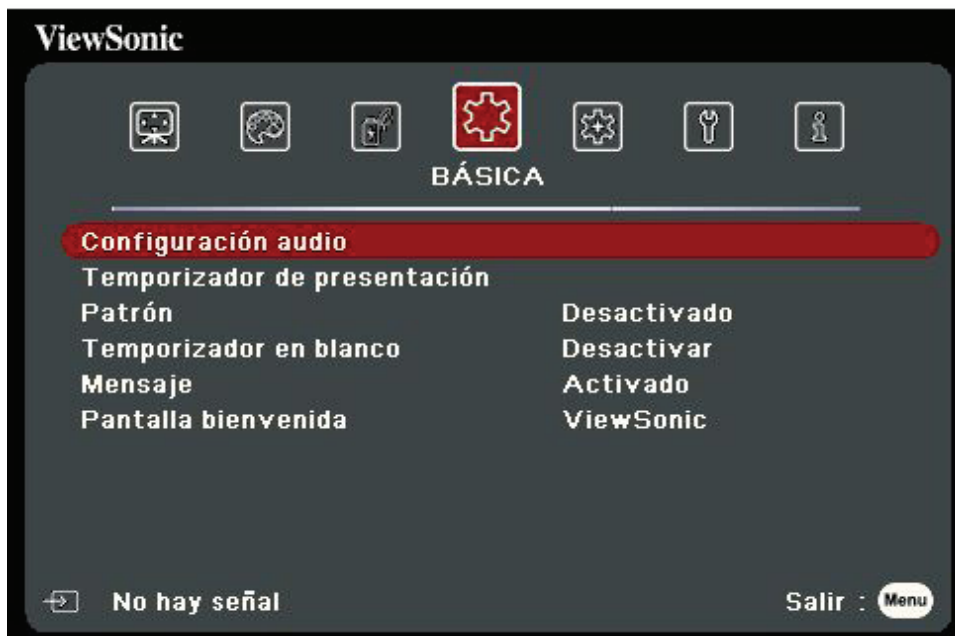 ViewSonic
BÁSICA
Configuración audio
Temporizador de presentación
Patrón Desactivado
Temporizador en blanco Desactivar
Mensaje Activado
Pantalla bienvenida ViewSonic
No hay señal Salir : Menu